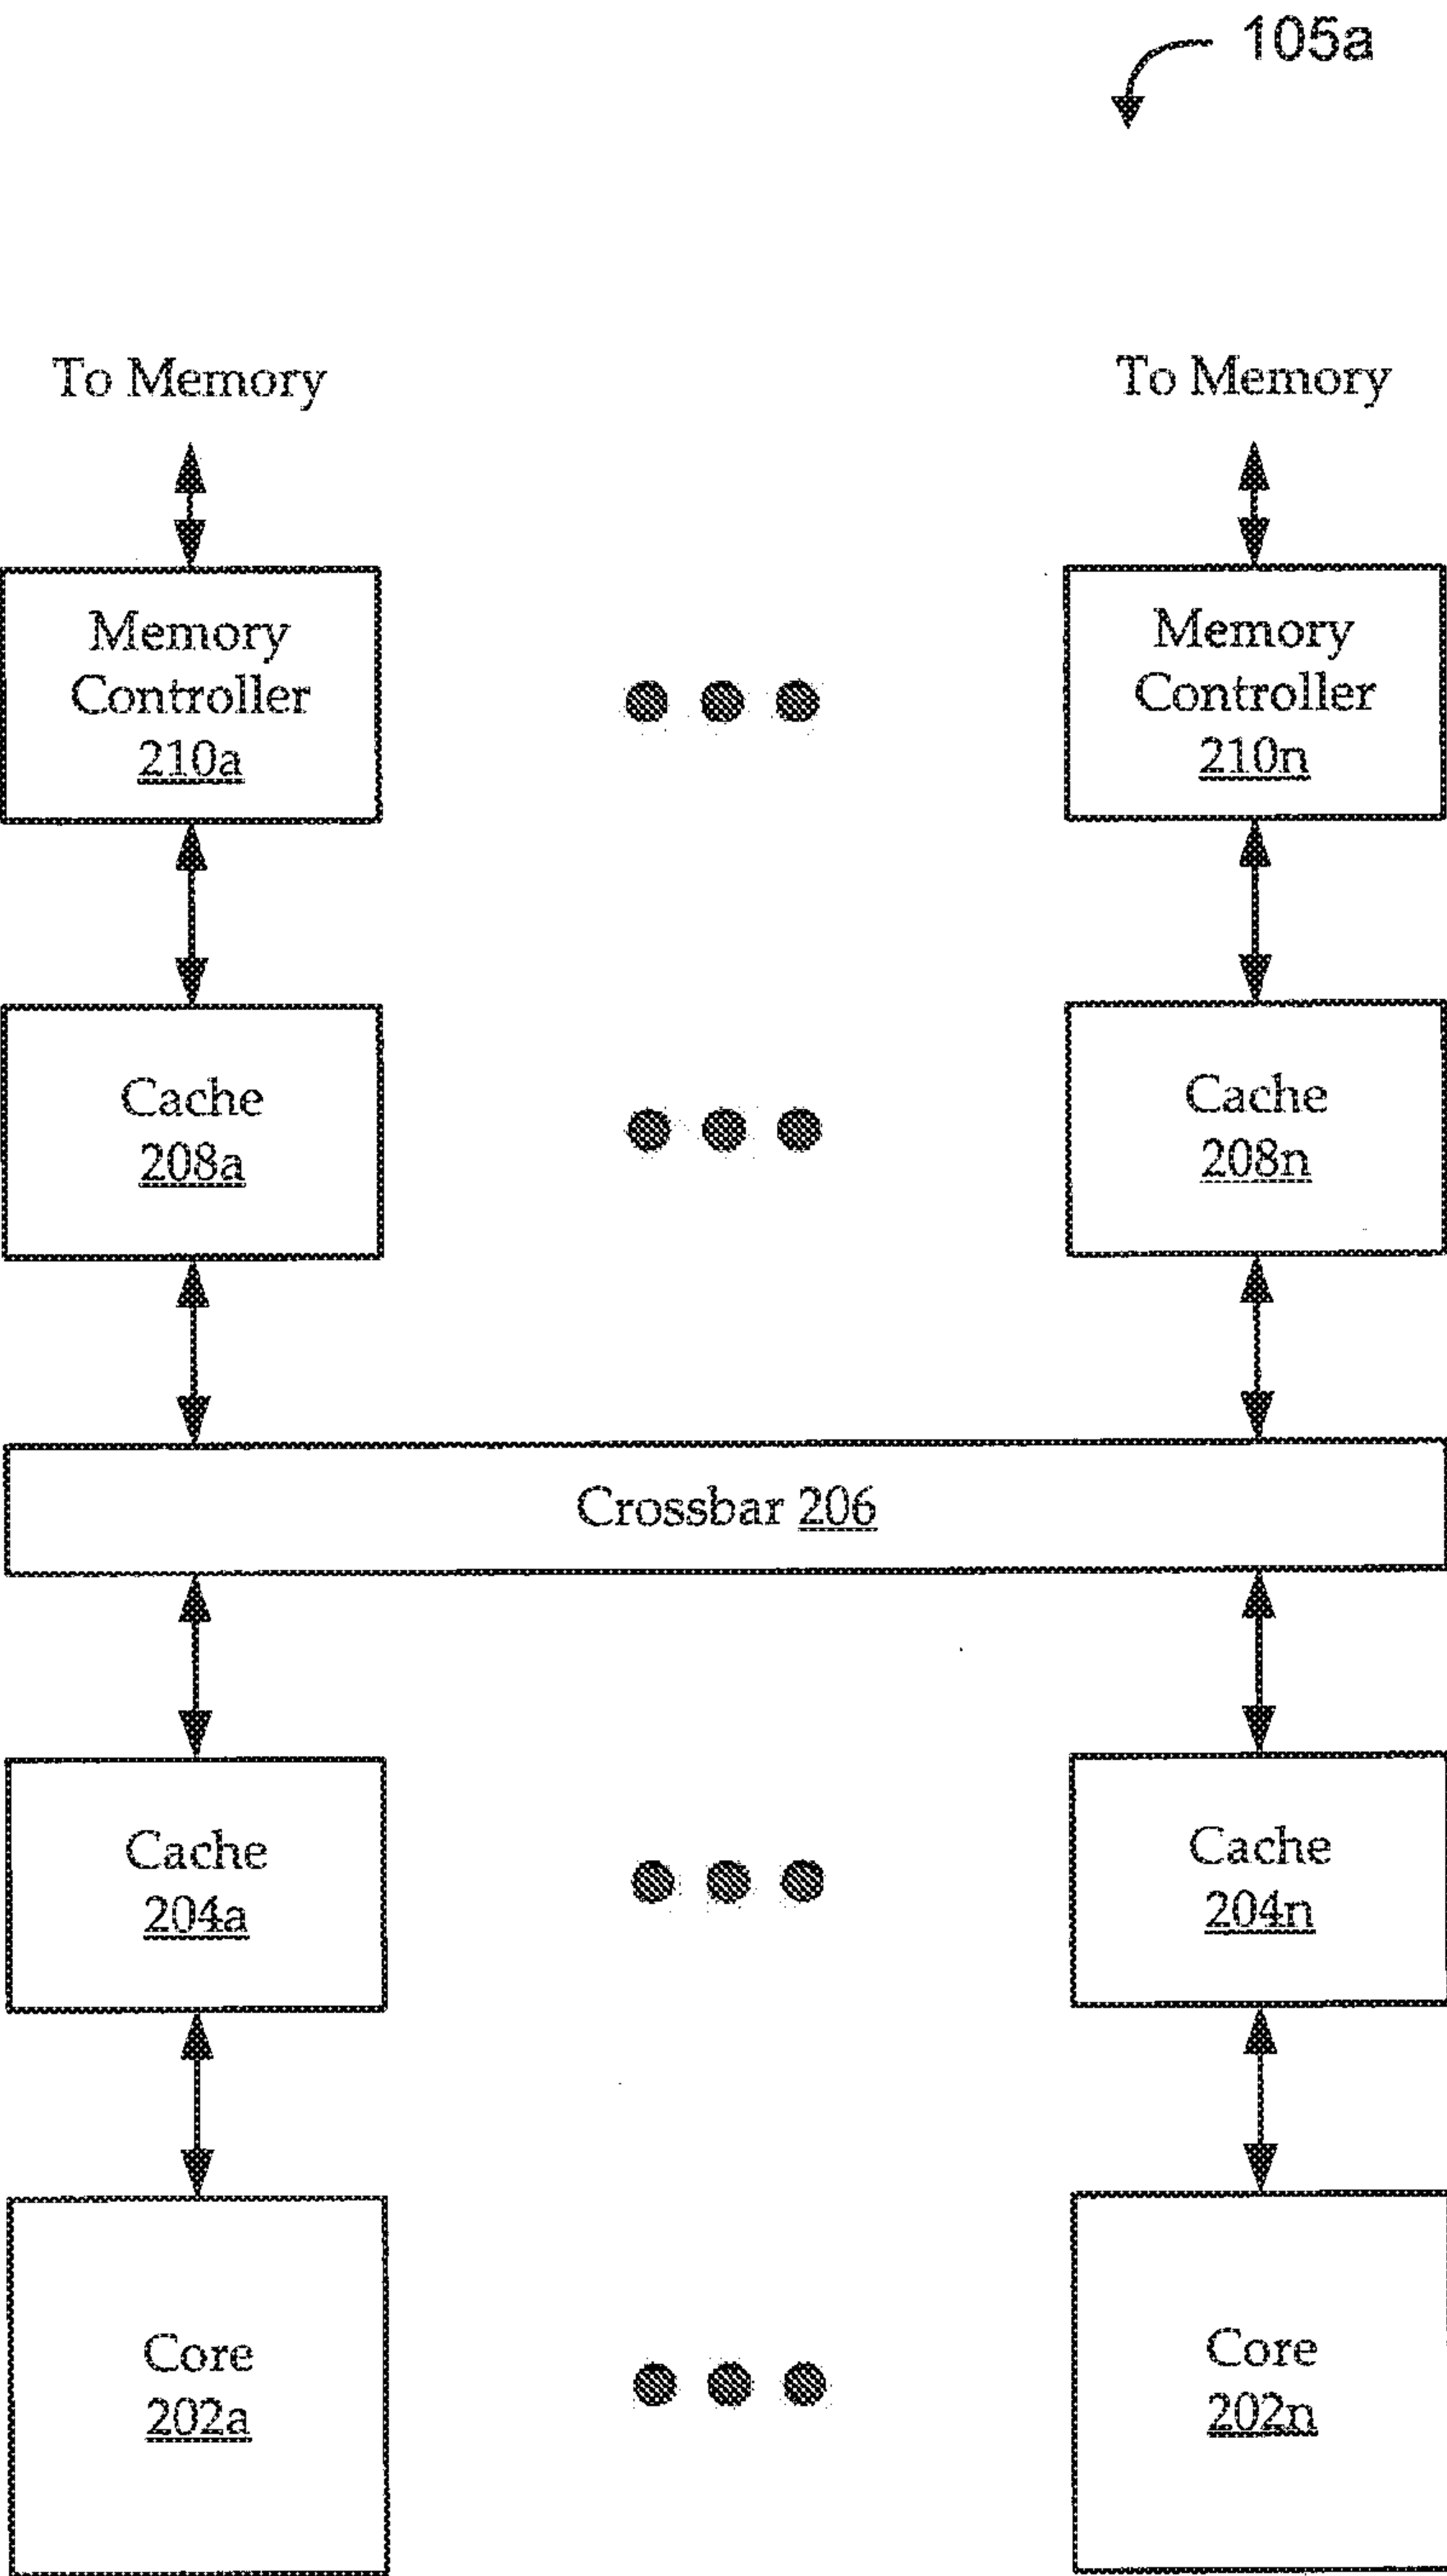 105a
To Memory
To Memory
Memory
Controller
210a
Memory
Controller
210n
Cache
208a
Cache
208n
Crossbar 206
Cache
204a
Cache
204n
Core
202a
Core
202n